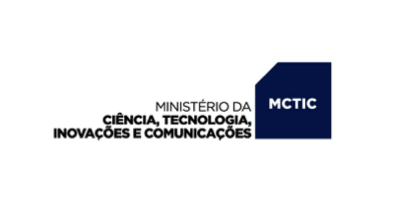 MINISTÉRIO DA
CIÊNCIA, TECNOLOGIA,
INOVAÇÕES E COMUNICAÇÕES
MCTIC